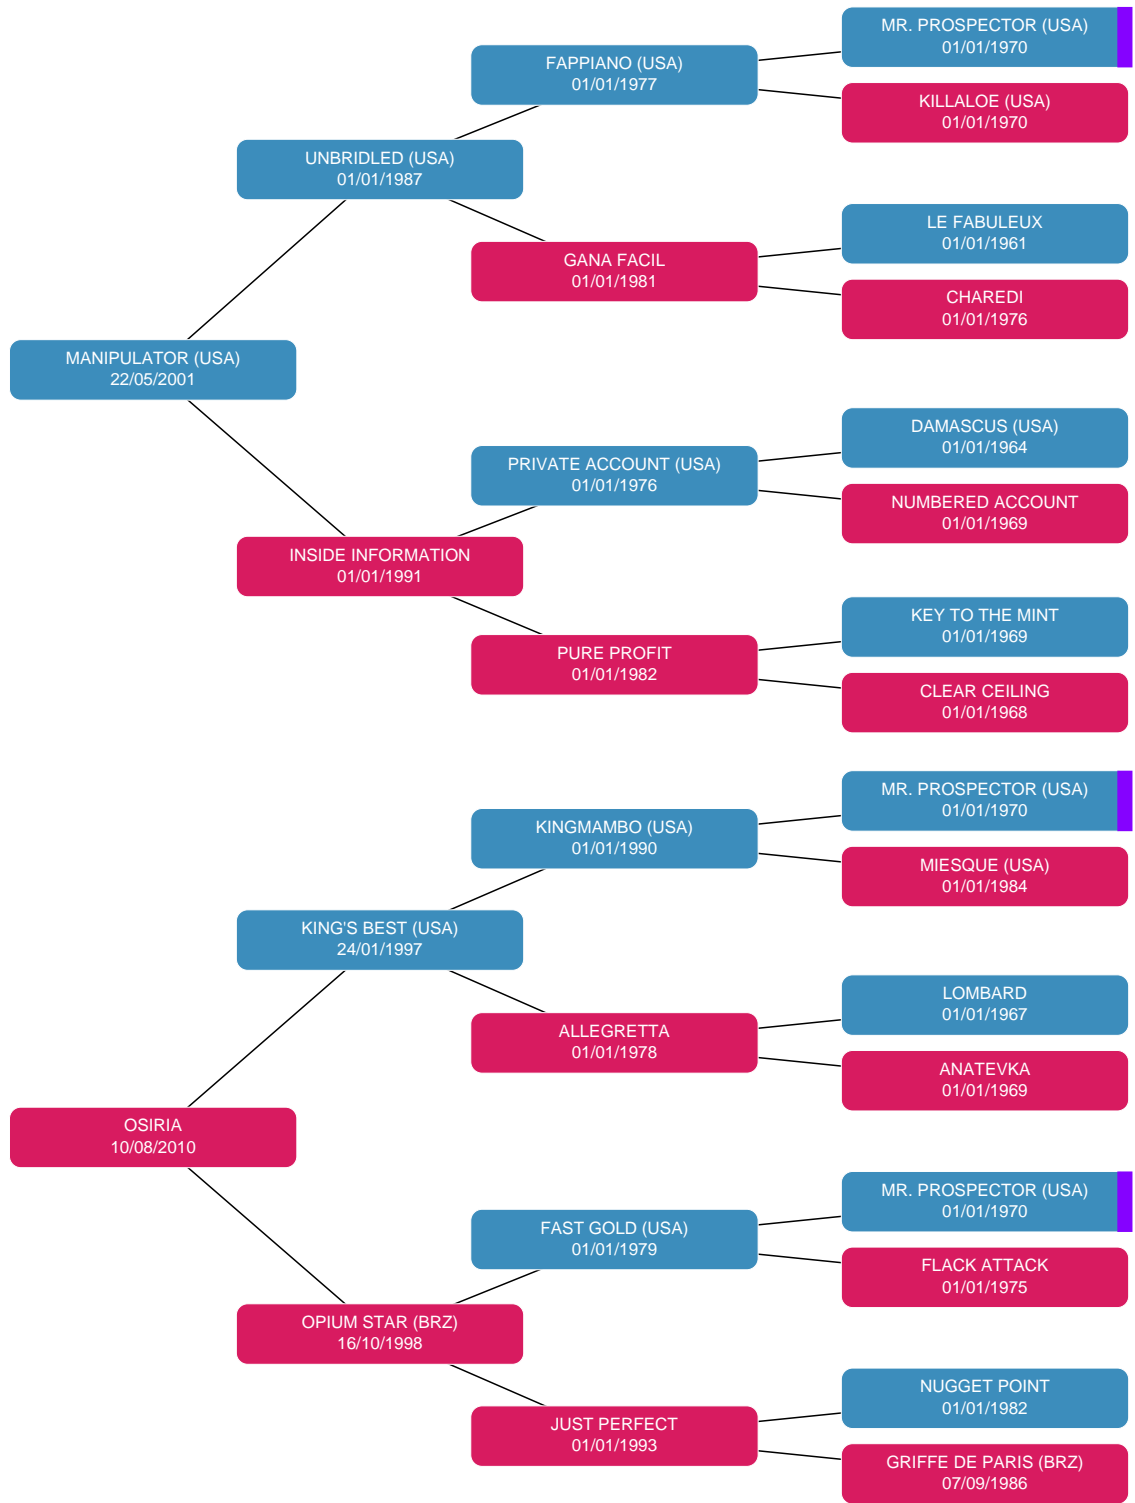 MR. PROSPECTOR (USA)
01/01/1970
FAPPIANO (USA)
01/01/1977
KILLALOE (USA)
01/01/1970
UNBRIDLED (USA)
01/01/1987
LE FABULEUX
01/01/1961
GANA FACIL
01/01/1981
CHAREDI
01/01/1976
MANIPULATOR (USA)
22/05/2001
DAMASCUS (USA)
01/01/1964
PRIVATE ACCOUNT (USA)
01/01/1976
NUMBERED ACCOUNT
01/01/1969
INSIDE INFORMATION
01/01/1991
KEY TO THE MINT
01/01/1969
PURE PROFIT
01/01/1982
CLEAR CEILING
01/01/1968
MR. PROSPECTOR (USA)
01/01/1970
KINGMAMBO (USA)
01/01/1990
MIESQUE (USA)
01/01/1984
KING'S BEST (USA)
24/01/1997
LOMBARD
01/01/1967
ALLEGRETTA
01/01/1978
ANATEVKA
01/01/1969
OSIRIA
10/08/2010
MR. PROSPECTOR (USA)
01/01/1970
FAST GOLD (USA)
01/01/1979
FLACK ATTACK
01/01/1975
OPIUM STAR (BRZ)
16/10/1998
NUGGET POINT
01/01/1982
JUST PERFECT
01/01/1993
GRIFFE DE PARIS (BRZ)
07/09/1986